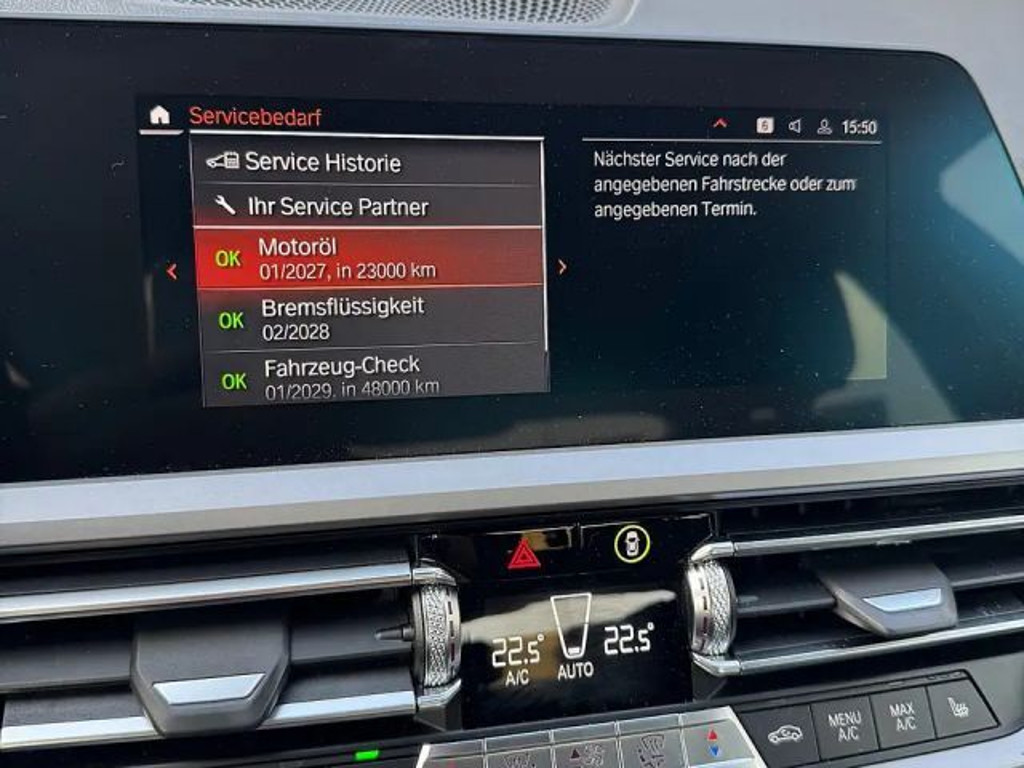 Servicebedarf
6
15:50
Service Historie
Ihr Service Partner
OK
Motoröl
01/2027, in 23000 km
OK
Bremsflüssigkeit
02/2028
OK
Fahrzeug-Check
01/2029, in 48000 km
Nächster Service nach der
angegebenen Fahrstrecke oder zum
angegebenen Termin.
22.5°
A/C
AUTO
22.5°
MENU
A/C
MAX
A/C